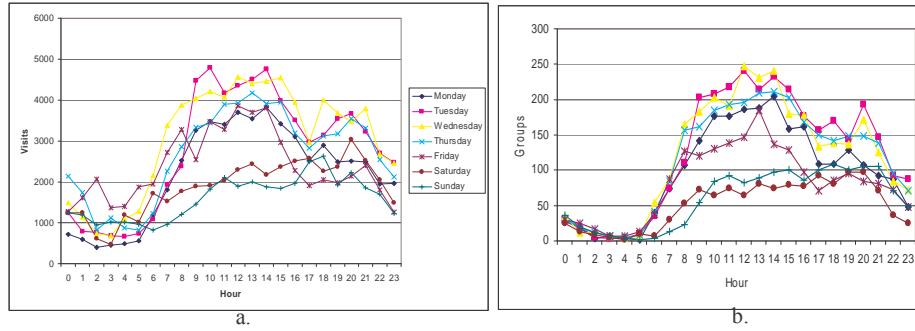 6000
5000
4000
3000
2000
1000
0
Visits
0 1 2 3 4 5 6 7 8 9 10 11 12 13 14 15 16 17 18 19 20 21 22 23
Hour
Monday
Tuesday
Wednesday
Thursday
Friday
Saturday
Sunday
a.
300
250
200
150
100
50
0
Groups
0 1 2 3 4 5 6 7 8 9 10 11 12 13 14 15 16 17 18 19 20 21 22 23
Hour
b.